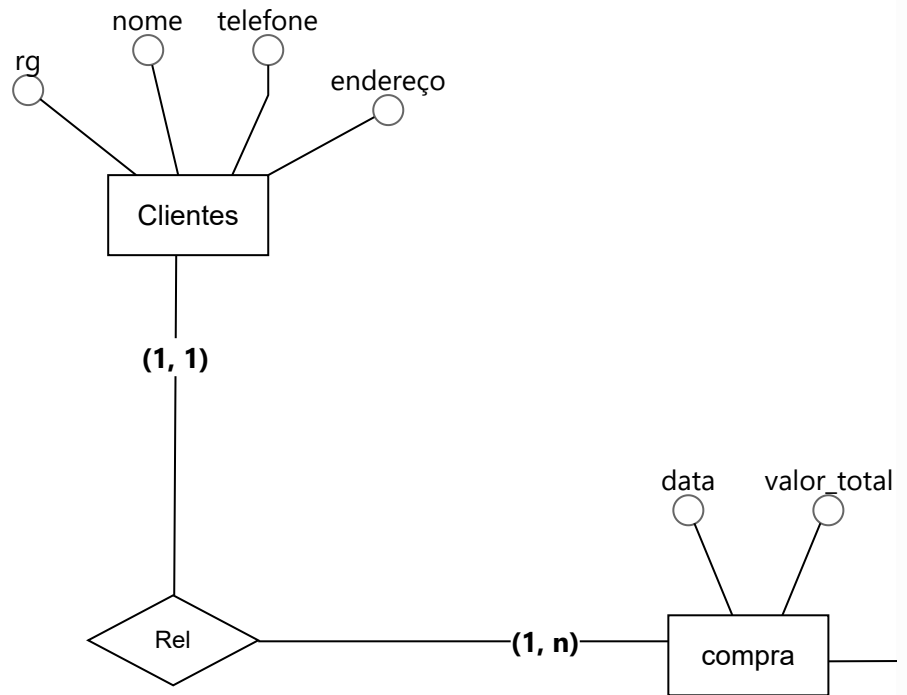 nome
telefone
rg
endereço
Clientes
(1, 1)
data
valor_total
Rel
(1, n)
compra